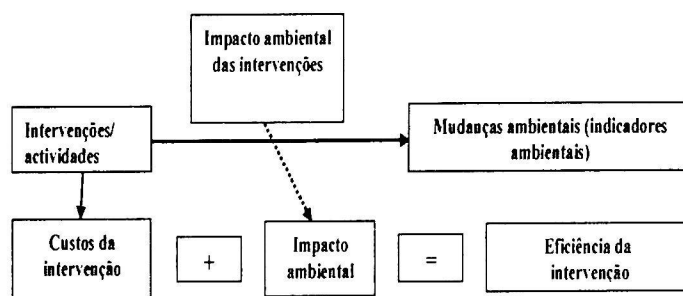 Impacto ambiental
das intervenções
Intervenções/
actividades
Mudanças ambientais (indicadores
ambientais)
Custos da
intervenção
+
Impacto
ambiental
=
Eficiência da
intervenção